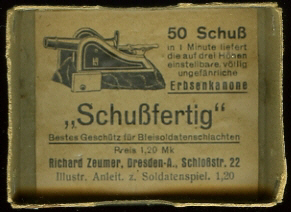 50 Schuß
in 1 Minute liefert
die auf drei Höhen
einstellbare, völlig
ungefährliche
Erbsenkanone
„Schußfertig“
Bestes Geschütz für Bleisoldatenschlachten
Preis 1,20 Mk
Richard Zeumer, Dresden-A., Schloßstr. 22
Illustr. Anleit. z. Soldatenspiel. 1,20